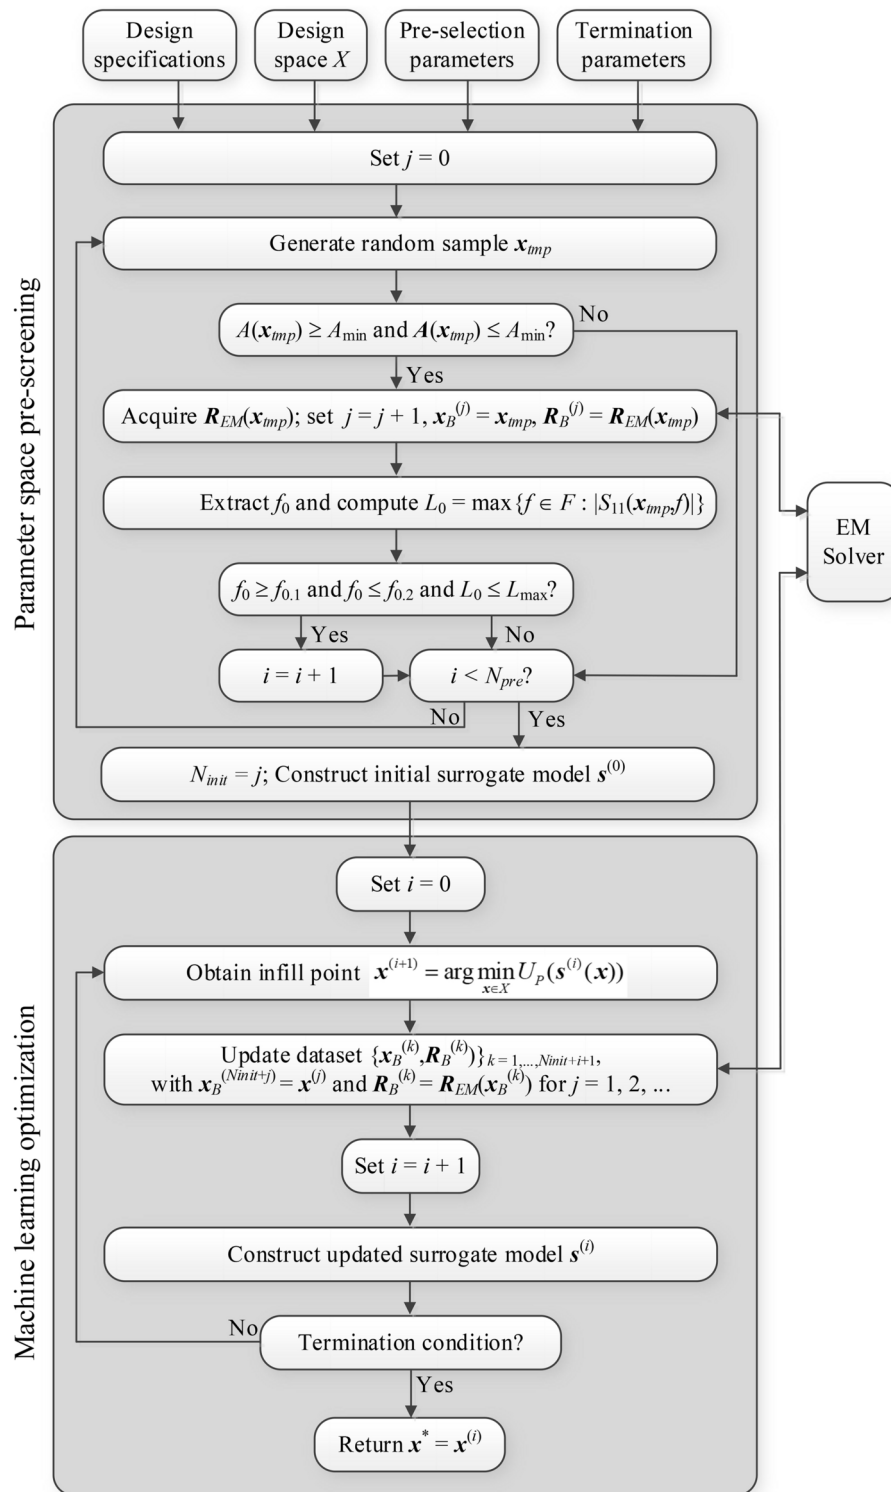 Design
specifications
Design
space X
Pre-selection
parameters
Termination
parameters
Parameter space pre-screening
Set j = 0
Generate random sample x_tmp
A(x_tmp) ≥ A_min and A(x_tmp) ≤ A_min?
No
Yes
Acquire R_EM(x_tmp); set j = j + 1, x_B^(j) = x_tmp, R_B^(j) = R_EM(x_tmp)
Extract f_0 and compute L_0 = max{f ∈ F : |S_11(x_tmp,f)|}
EM
Solver
f_0 ≥ f_0.1 and f_0 ≤ f_0.2 and L_0 ≤ L_max?
Yes
No
i = i + 1
i < N_pre?
No
Yes
N_init = j; Construct initial surrogate model s^(0)
Machine learning optimization
Set i = 0
Obtain infill point x^(i+1) = arg min_{x∈X} U_P(s^(i)(x))
Update dataset {x_B^(k),R_B^(k))}_{k = 1,...,Ninit+i+1},
with x_B^(Ninit+j) = x^(j) and R_B^(k) = R_EM(x_B^(k)) for j = 1, 2, ...
Set i = i + 1
Construct updated surrogate model s^(i)
No
Termination condition?
Yes
Return x^* = x^(i)